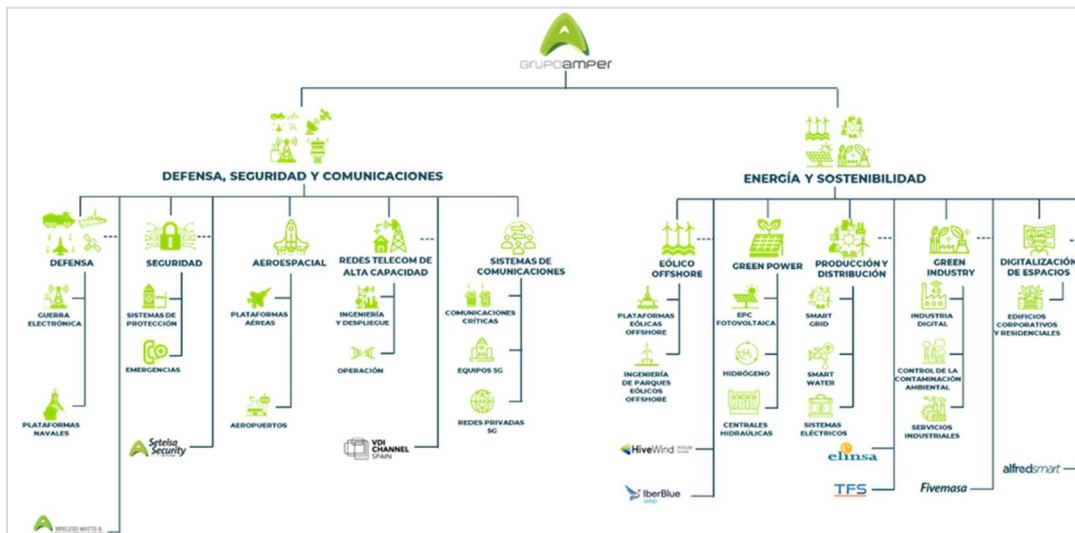 GRUPOAMPER
DEFENSA, SEGURIDAD Y COMUNICACIONES
ENERGÍA Y SOSTENIBILIDAD
DEFENSA
SEGURIDAD
AEROESPACIAL
REDES TELECOM DE
ALTA CAPACIDAD
SISTEMAS DE
COMUNICACIONES
EÓLICO
OFFSHORE
GREEN POWER
PRODUCCIÓN Y
DISTRIBUCIÓN
GREEN
INDUSTRY
DIGITALIZACIÓN
DE ESPACIOS
GUERRA
ELECTRÓNICA
SISTEMAS DE
PROTECCIÓN
PLATAFORMAS
AÉREAS
INGENIERÍA
Y DESPLIEGUE
COMUNICACIONES
CRÍTICAS
PLATAFORMAS
EÓLICAS
OFFSHORE
EPC
FOTOVOLTAICA
SMART
GRID
INDUSTRIA
DIGITAL
EDIFICIOS
CORPORATIVOS
Y RESIDENCIALES
EMERGENCIAS
OPERACIÓN
EQUIPOS 5G
INGENIERÍA
DE PARQUES
EÓLICOS
OFFSHORE
HIDRÓGENO
SMART
WATER
CONTROL DE LA
CONTAMINACIÓN
AMBIENTAL
PLATAFORMAS
NAVALES
AEROPUERTOS
REDES PRIVADAS
5G
CENTRALES
HIDRAÚLICAS
SISTEMAS
ELÉCTRICOS
SERVICIOS
INDUSTRIALES
Setelsa
Security
VDI
CHANNEL
SPAIN
HiveWind
IberBlue
WIND
elinsa
TFS
Fivemasa
alfredsmart
WIRELESS WATTS &